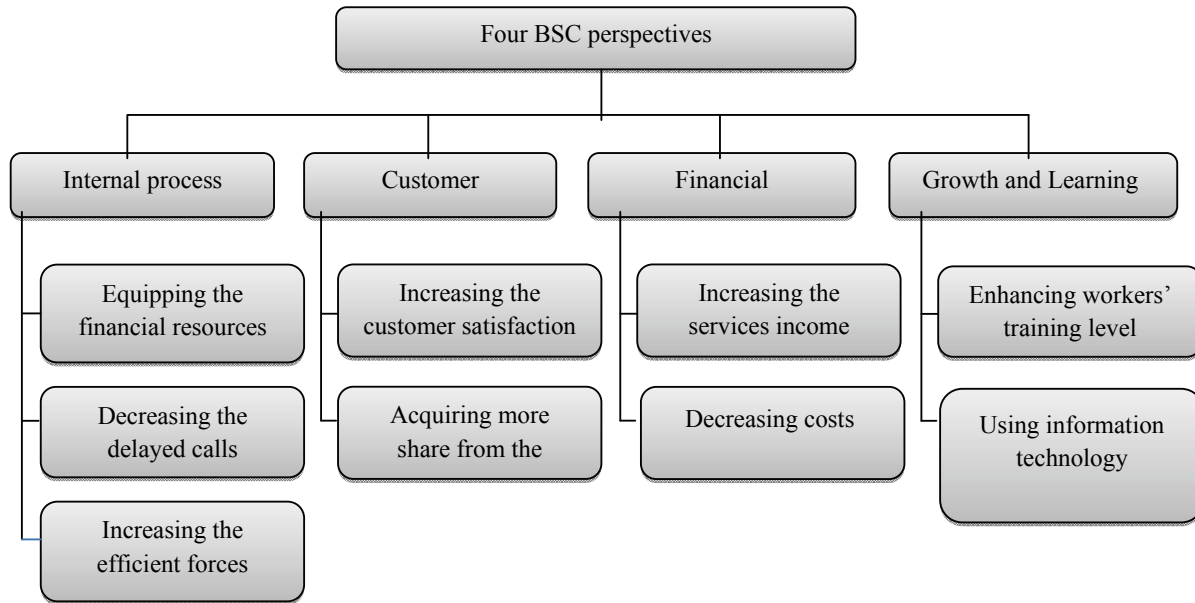 Four BSC perspectives
Internal process
Customer
Financial
Growth and Learning
Equipping the
financial resources
Increasing the
customer satisfaction
Increasing the
services income
Enhancing workers’
training level
Decreasing the
delayed calls
Acquiring more
share from the
Decreasing costs
Using information
technology
Increasing the
efficient forces